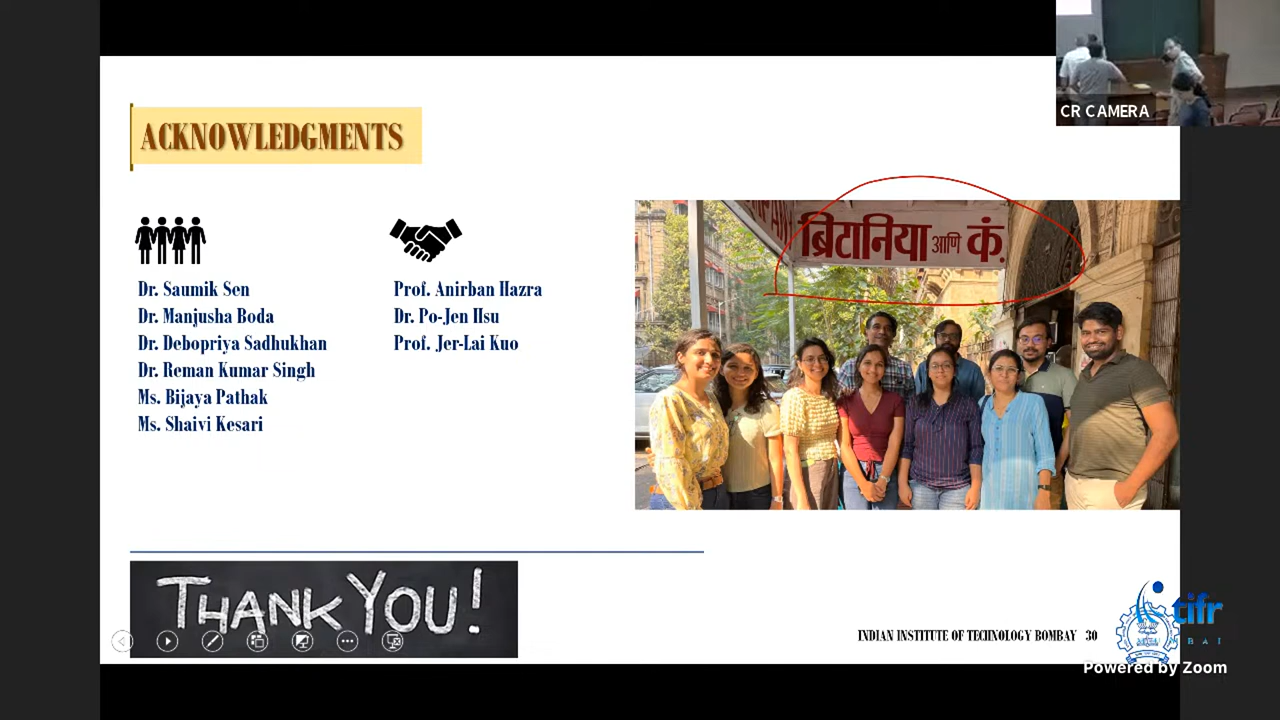 CR CAMERA
ACKNOWLEDGMENTS
ब्रिटानिया आणि कं.
Dr. Saumik Sen
Dr. Manjusha Boda
Dr. Debopriya Sadhukhan
Dr. Reman Kumar Singh
Ms. Bijaya Pathak
Ms. Shaivi Kesari
Prof. Anirban Hazra
Dr. Po-Jen Hsu
Prof. Jer-Lai Kuo
THANK YOU!
INDIAN INSTITUTE OF TECHNOLOGY BOMBAY 30
tifr
Powered by Zoom